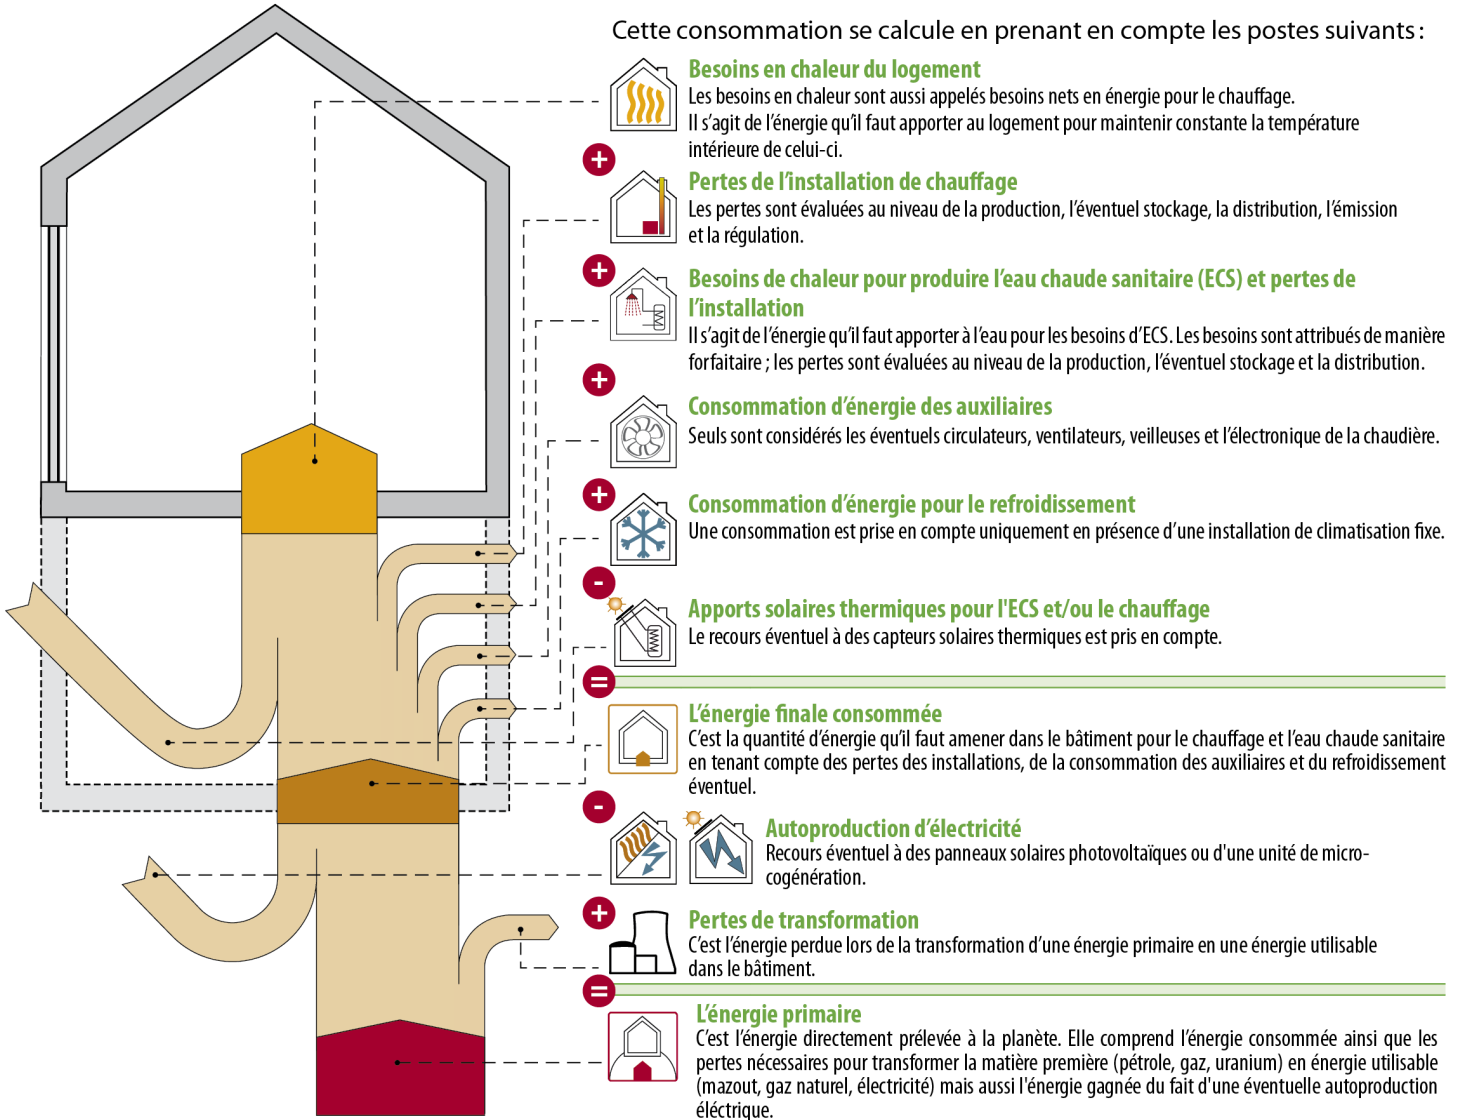 Cette consommation se calcule en prenant en compte les postes suivants :
Besoins en chaleur du logement
Les besoins en chaleur sont aussi appelés besoins nets en énergie pour le chauffage.
Il s'agit de l'énergie qu'il faut apporter au logement pour maintenir constante la température
intérieure de celui-ci.
+
Pertes de l'installation de chauffage
Les pertes sont évaluées au niveau de la production, l'éventuel stockage, la distribution, l'émission
et la régulation.
+
Besoins de chaleur pour produire l'eau chaude sanitaire (ECS) et pertes de
l'installation
Il s'agit de l'énergie qu'il faut apporter à l'eau pour les besoins d'ECS. Les besoins sont attribués de manière
forfaitaire ; les pertes sont évaluées au niveau de la production, l'éventuel stockage et la distribution.
+
Consommation d'énergie des auxiliaires
Seuls sont considérés les éventuels circulateurs, ventilateurs, veilleuses et l'électronique de la chaudière.
+
Consommation d'énergie pour le refroidissement
Une consommation est prise en compte uniquement en présence d'une installation de climatisation fixe.
-
Apports solaires thermiques pour l'ECS et/ou le chauffage
Le recours éventuel à des capteurs solaires thermiques est pris en compte.
=
L'énergie finale consommée
C'est la quantité d'énergie qu'il faut amener dans le bâtiment pour le chauffage et l'eau chaude sanitaire
en tenant compte des pertes des installations, de la consommation des auxiliaires et du refroidissement
éventuel.
-
Autoproduction d'électricité
Recours éventuel à des panneaux solaires photovoltaïques ou d'une unité de micro-
cogénération.
+
Pertes de transformation
C'est l'énergie perdue lors de la transformation d'une énergie primaire en une énergie utilisable
dans le bâtiment.
=
L'énergie primaire
C'est l'énergie directement prélevée à la planète. Elle comprend l'énergie consommée ainsi que les
pertes nécessaires pour transformer la matière première (pétrole, gaz, uranium) en énergie utilisable
(mazout, gaz naturel, électricité) mais aussi l'énergie gagnée du fait d'une éventuelle autoproduction
éléctrique.